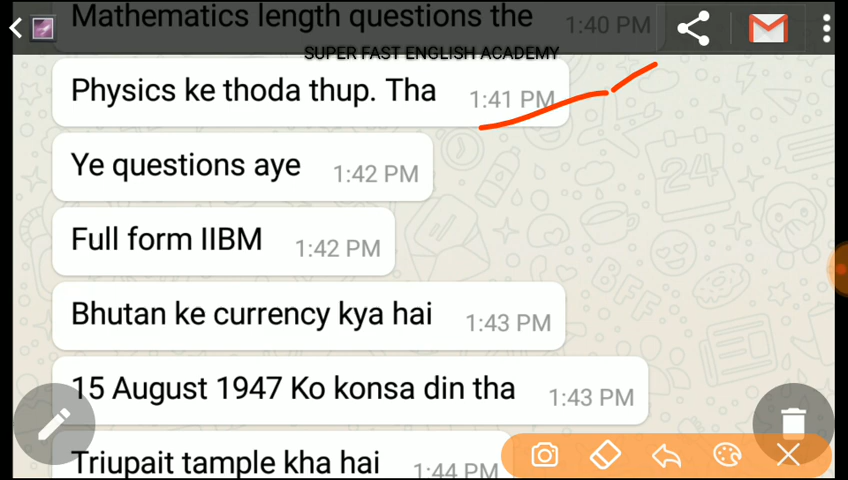 Mathematics length questions the 1:40 PM
SUPER FAST ENGLISH ACADEMY
Physics ke thoda thup. Tha 1:41 PM
Ye questions aye 1:42 PM
Full form IIBM 1:42 PM
Bhutan ke currency kya hai 1:43 PM
15 August 1947 Ko konsa din tha 1:43 PM
Triupait tample kha hai 1:44 PM